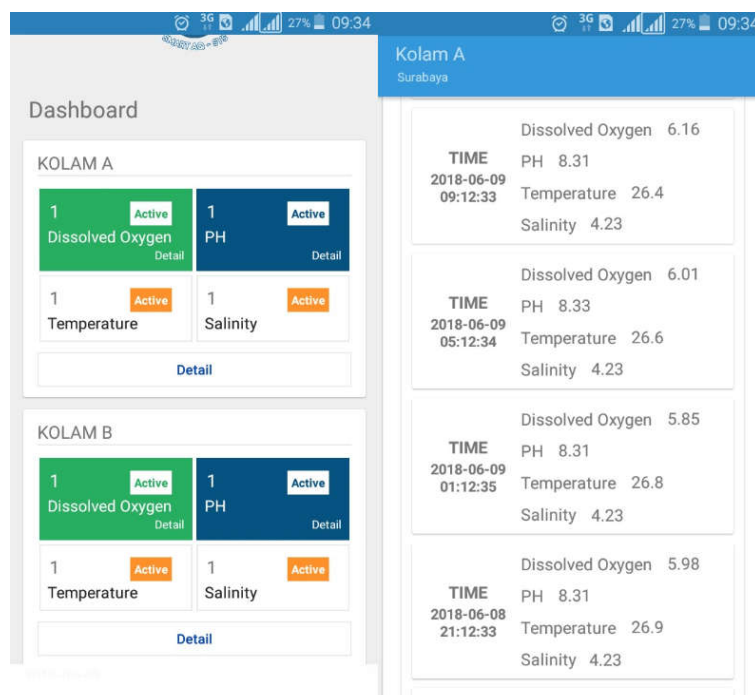 3G 27% 09:34
SMART AQ-SYS
Dashboard
KOLAM A
1 Active
Dissolved Oxygen
Detail
1 Active
PH
Detail
1 Active
Temperature
1 Active
Salinity
Detail
KOLAM B
1 Active
Dissolved Oxygen
Detail
1 Active
PH
Detail
1 Active
Temperature
1 Active
Salinity
Detail
3G 27% 09:34
Kolam A
Surabaya
TIME
2018-06-09
09:12:33
Dissolved Oxygen 6.16
PH 8.31
Temperature 26.4
Salinity 4.23
TIME
2018-06-09
05:12:34
Dissolved Oxygen 6.01
PH 8.33
Temperature 26.6
Salinity 4.23
TIME
2018-06-09
01:12:35
Dissolved Oxygen 5.85
PH 8.31
Temperature 26.8
Salinity 4.23
TIME
2018-06-08
21:12:33
Dissolved Oxygen 5.98
PH 8.31
Temperature 26.9
Salinity 4.23